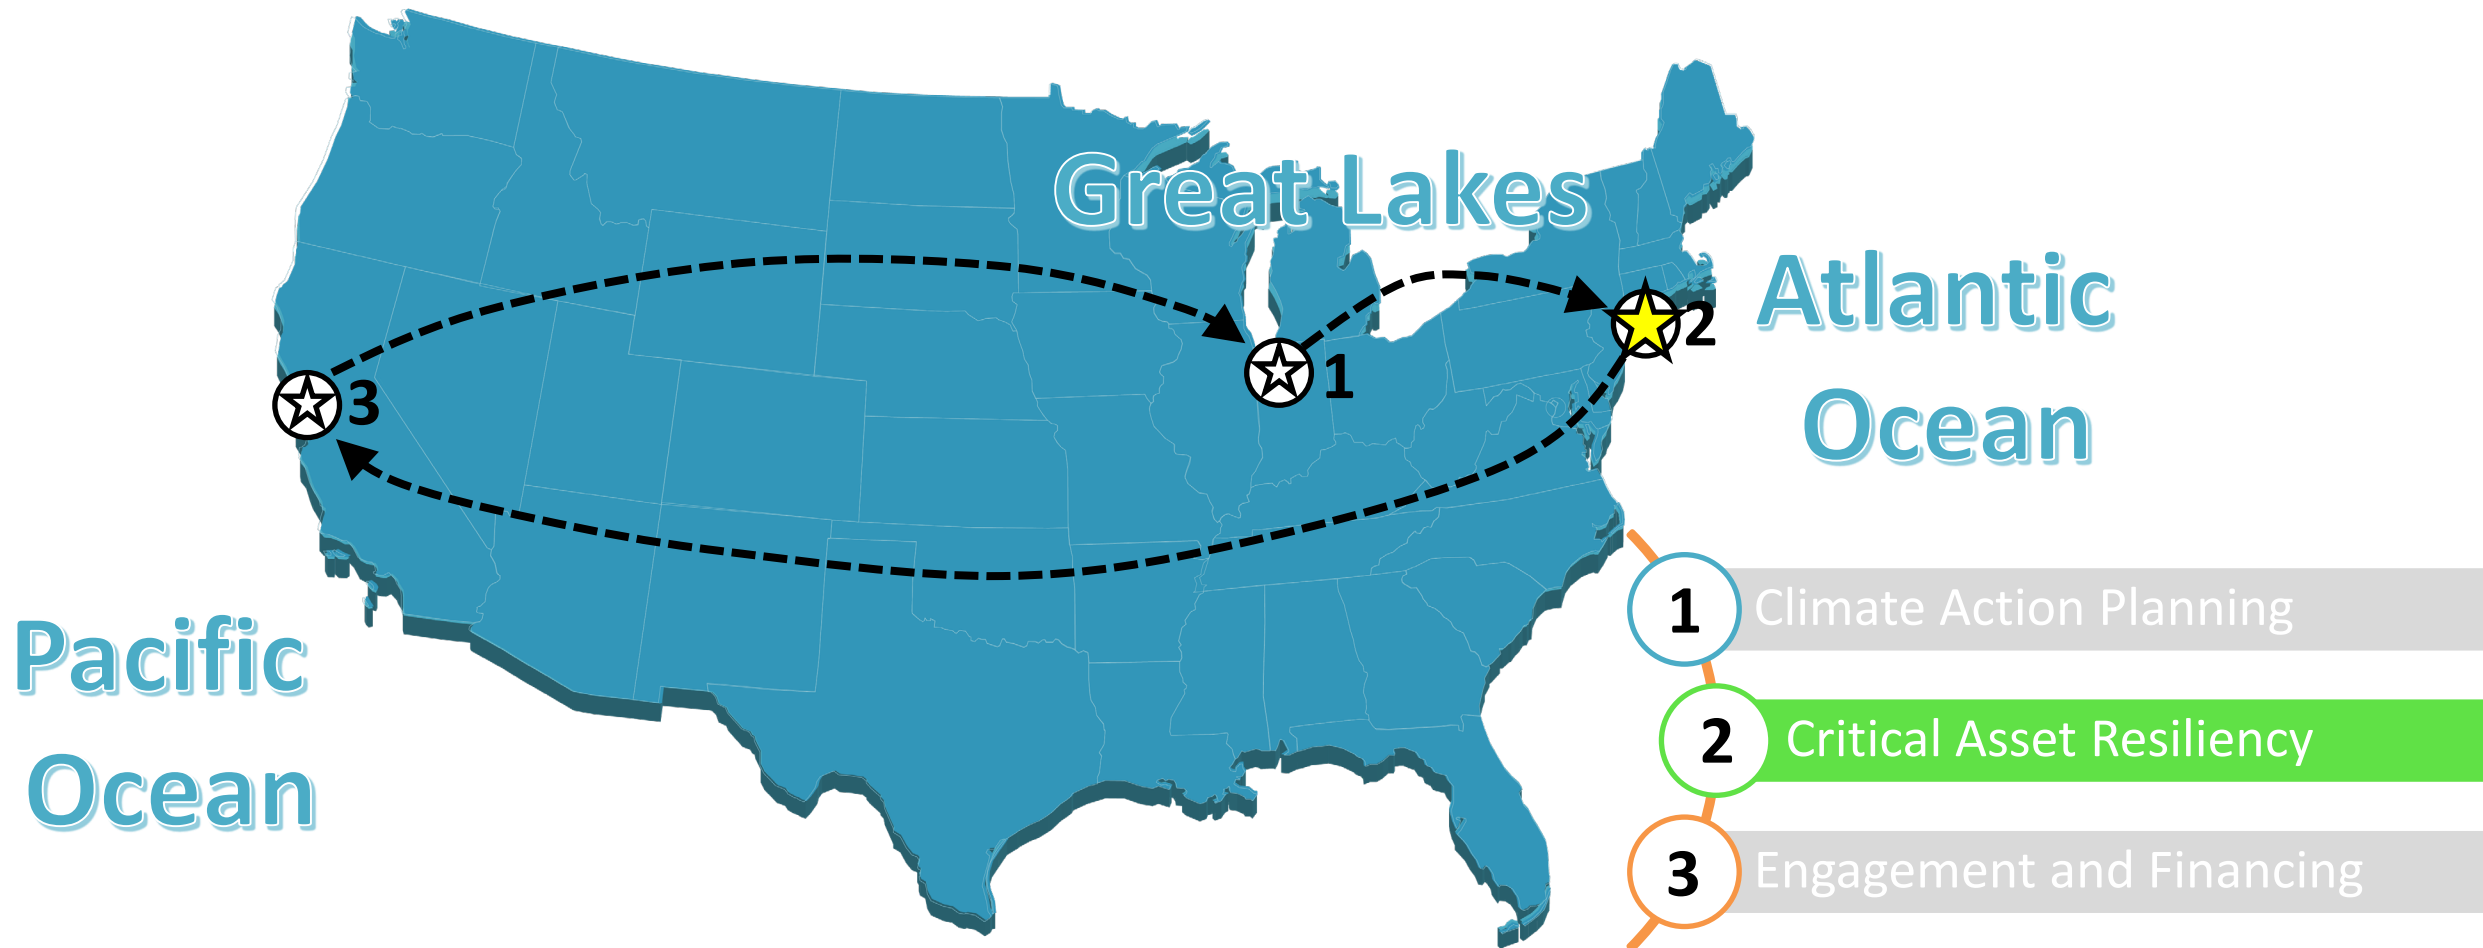 Great Lakes
Atlantic
Ocean
2
1
3
Pacific
Ocean
1 Climate Action Planning
2 Critical Asset Resiliency
3 Engagement and Financing